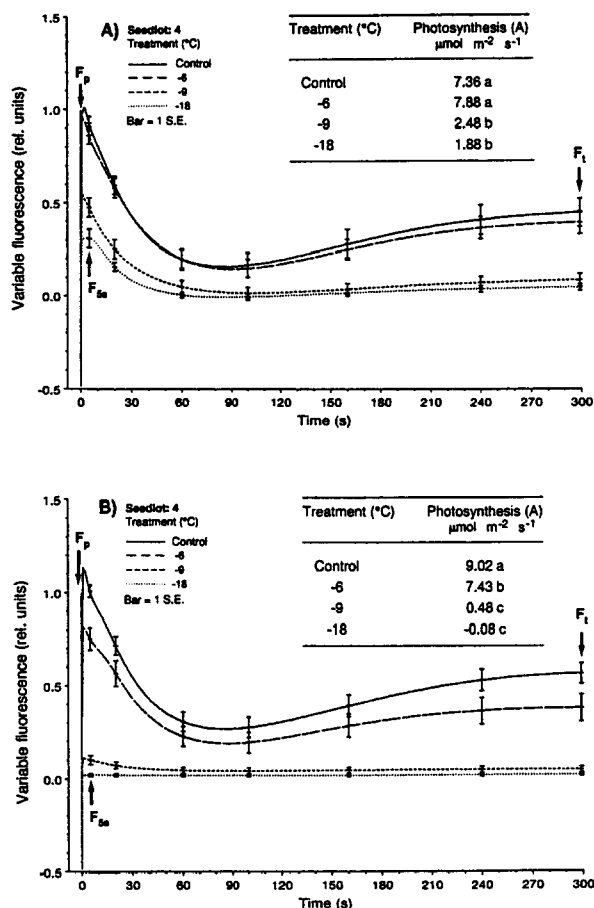 A) Seedlot: 4
Treatment (°C)
Control
-6
-9
-18
Bar = 1 S.E.
Treatment (°C) Photosynthesis (A)
μmol m⁻² s⁻¹
Control 7.36 a
-6 7.88 a
-9 2.48 b
-18 1.88 b
Fp
F5s
Ft
Variable fluorescence (rel. units)
1.5
1.0
0.5
0.0
-0.5
0 30 60 90 120 150 180 210 240 270 300
Time (s)
B) Seedlot: 4
Treatment (°C)
Control
-6
-9
-18
Bar = 1 S.E.
Treatment (°C) Photosynthesis (A)
μmol m⁻² s⁻¹
Control 9.02 a
-6 7.43 b
-9 0.48 c
-18 -0.08 c
Fp
F5s
Ft
Variable fluorescence (rel. units)
1.5
1.0
0.5
0.0
-0.5
0 30 60 90 120 150 180 210 240 270 300
Time (s)